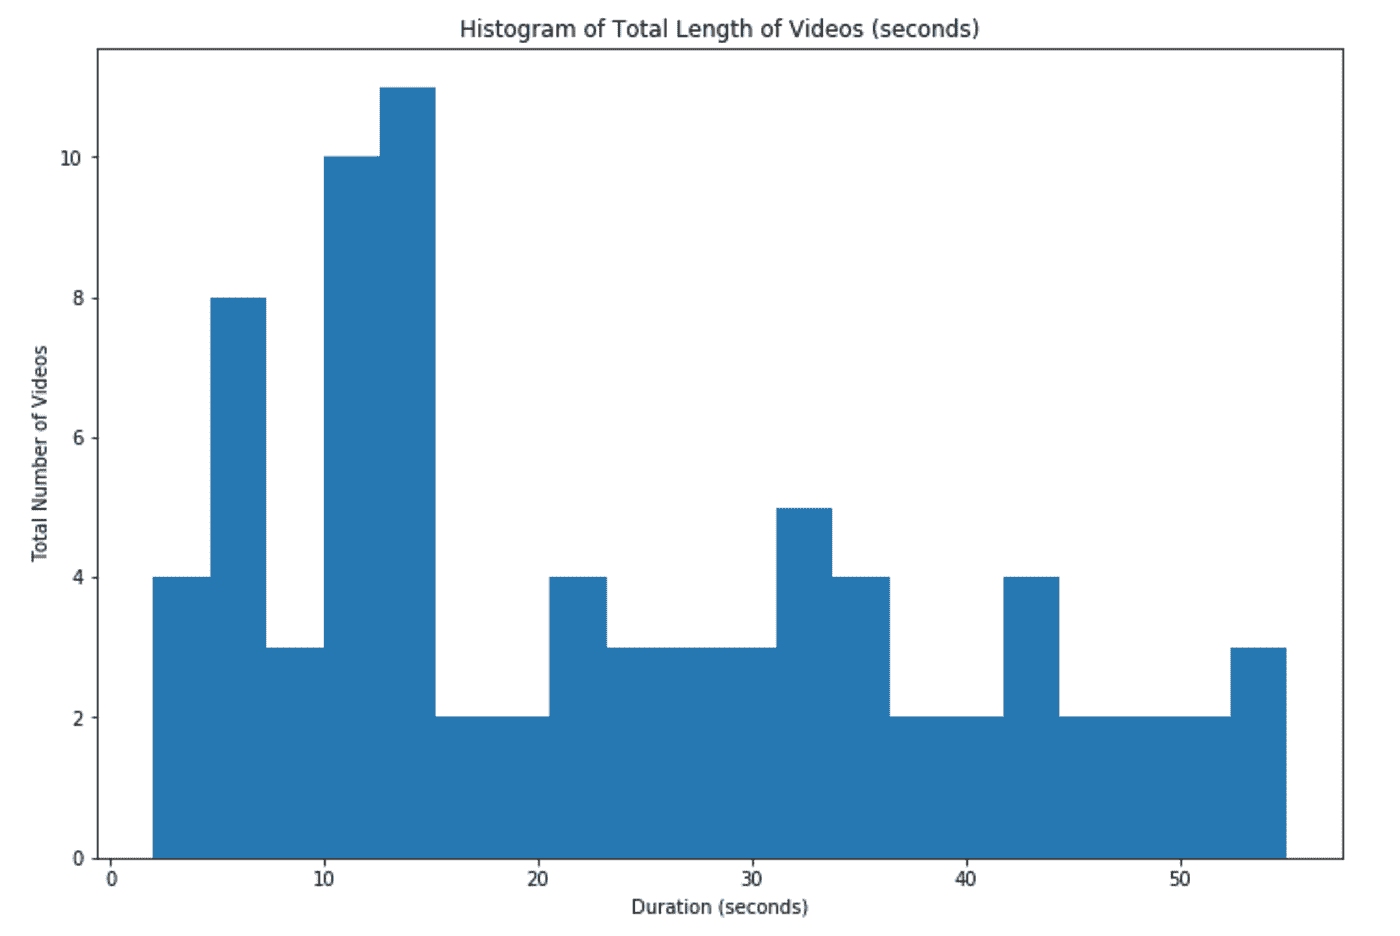 Histogram of Total Length of Videos (seconds)
Total Number of Videos
10
8
6
4
2
0
0 10 20 30 40 50
Duration (seconds)